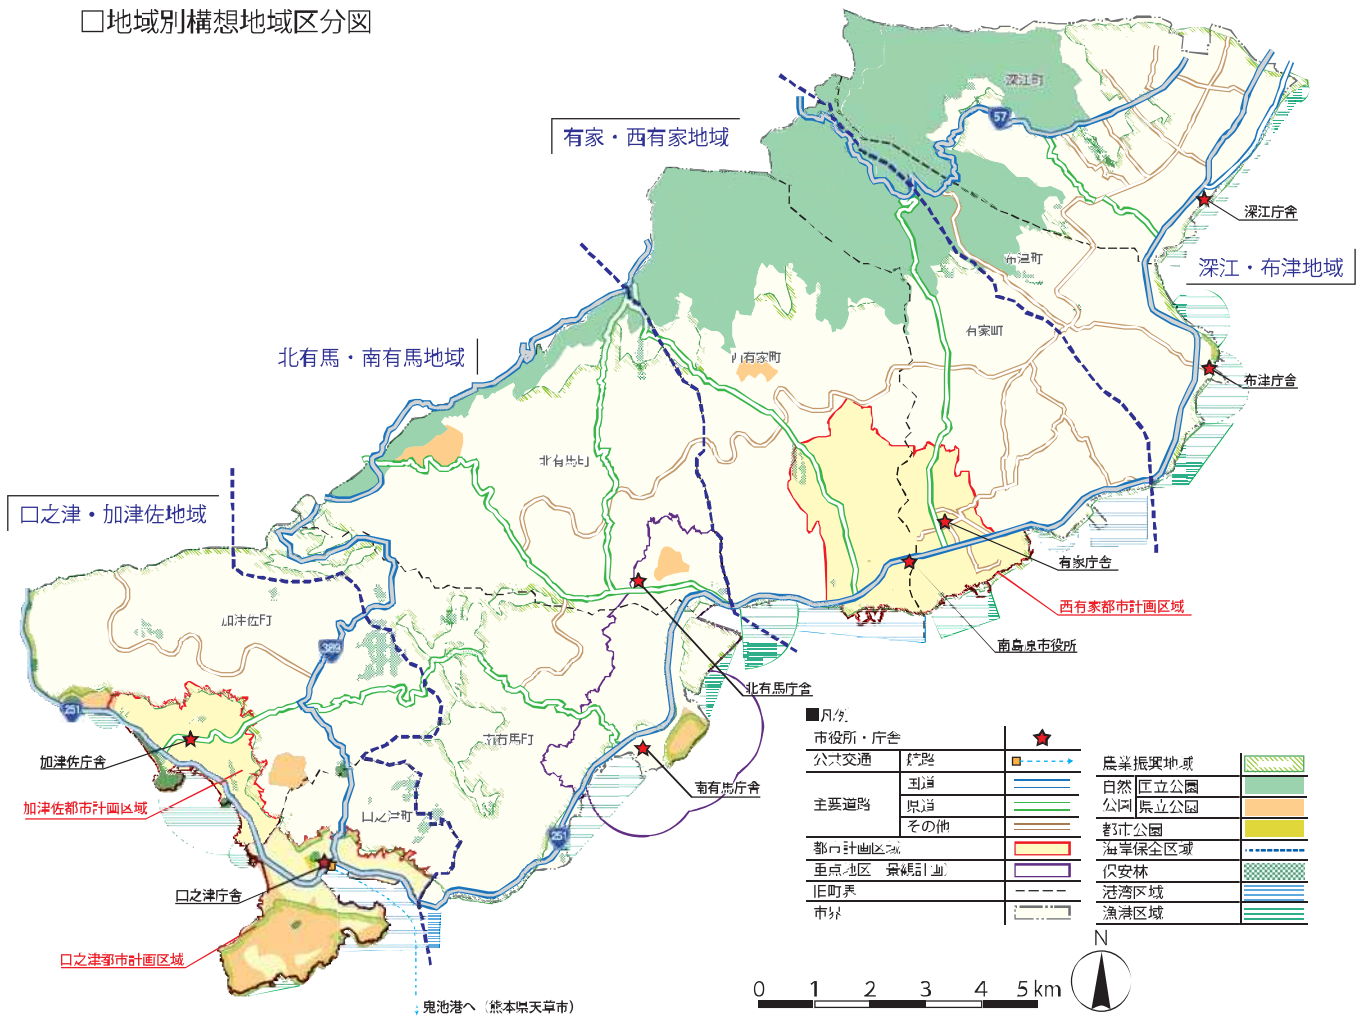 □地域別構想地域区分図
深江町
57
有家・西有家地域
深江庁舎
布津町
深江・布津地域
有家町
北有馬・南有馬地域
西有家町
布津庁舎
北有馬町
口之津・加津佐地域
有家庁舎
西有家都市計画区域
加津佐町
南島原市役所
389
北有馬庁舎
251
南有馬町
加津佐庁舎
南有馬庁舎
加津佐都市計画区域
口之津町
251
口之津庁舎
口之津都市計画区域
鬼池港へ（熊本県天草市）
■凡例
市役所・庁舎
公共交通 航路
主要道路 国道
県道
その他
都市計画区域
重点地区 景観計画
旧町界
市界
農業振興地域
自然公園 国立公園
県立公園
都市公園
海岸保全区域
保安林
港湾区域
漁港区域
N
0 1 2 3 4 5 km